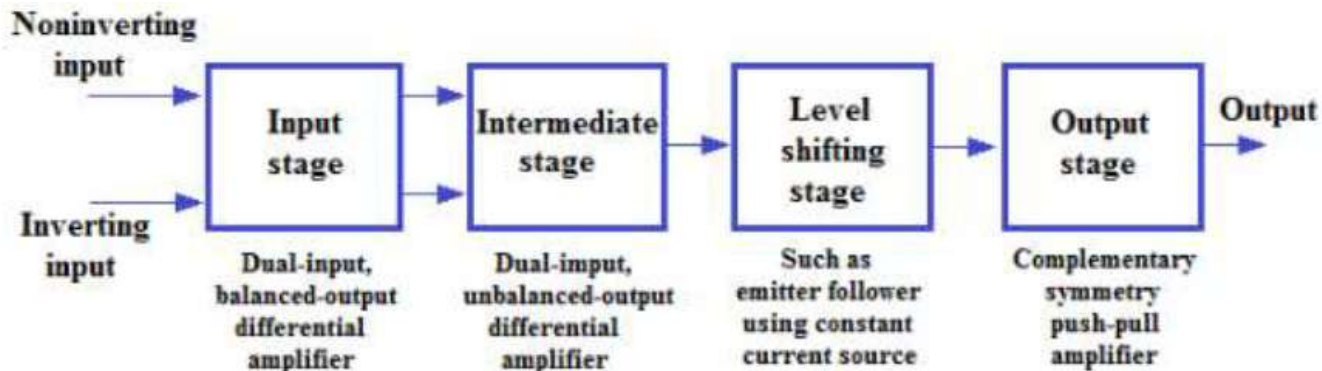 Noninverting
input
Inverting
input
Input
stage
Dual-input,
balanced-output
differential
amplifier
Intermediate
stage
Dual-imput,
unbalanced-output
differential
amplifier
Level
shifting
stage
Such as
emitter follower
using constant
current source
Output
stage
Complementary
symmetry
push-pull
amplifier
Output